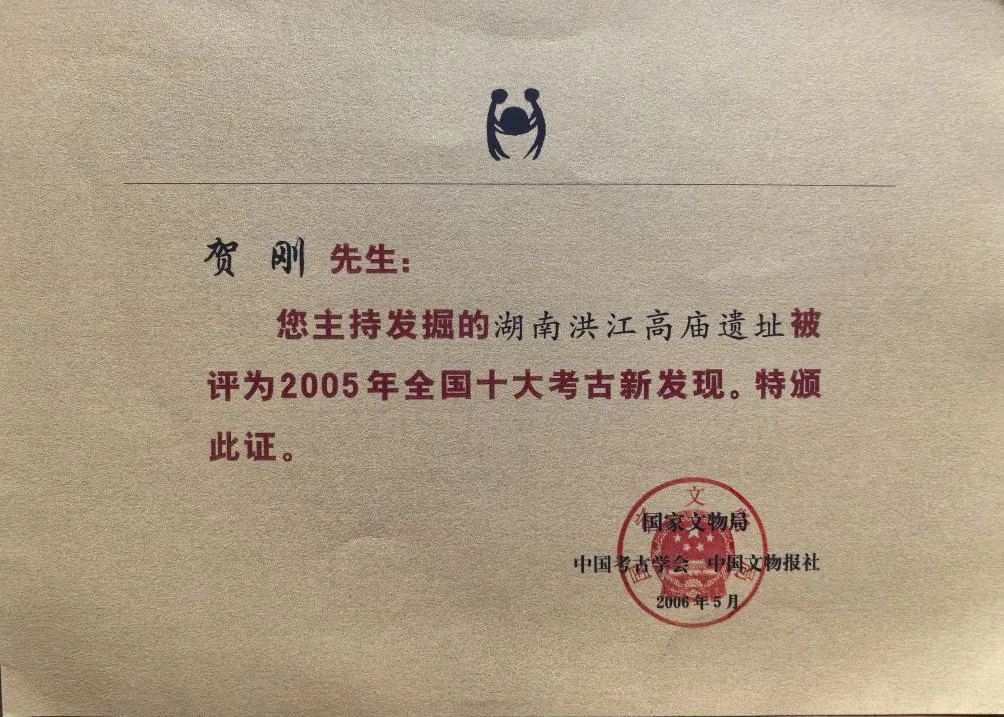 贺 刚 先生：
您主持发掘的湖南洪江高庙遗址被
评为2005年全国十大考古新发现。特颁
此证。
国家文物局
中国考古学会 中国文物报社
2006年5月